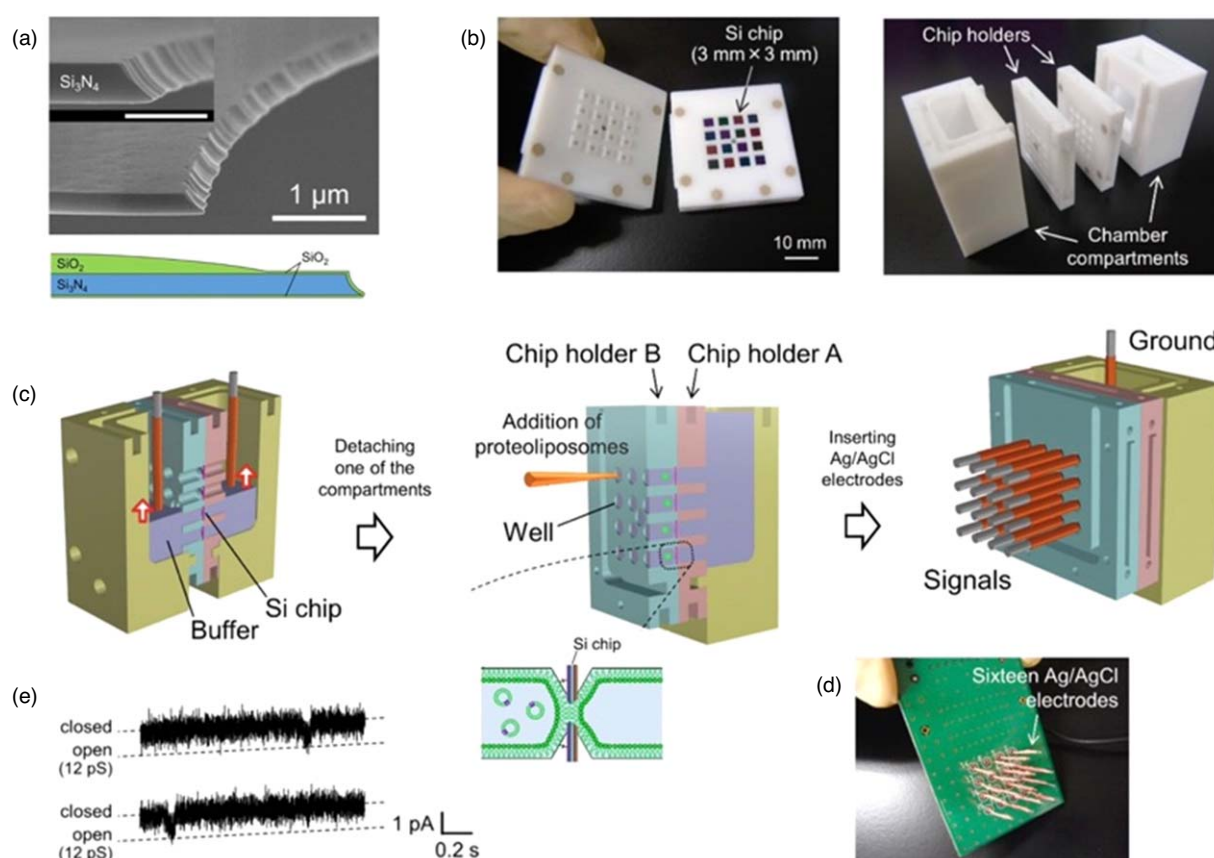 (a)
Si₃N₄
1 μm
SiO₂
SiO₂
Si₃N₄
(b)
Si chip
(3 mm × 3 mm)
10 mm
Chip holders
Chamber
compartments
(c)
Buffer
Si chip
Detaching
one of the
compartments
Chip holder B
Chip holder A
Addition of
proteoliposomes
Well
Si chip
Inserting
Ag/AgCl
electrodes
Ground
Signals
(d)
Sixteen Ag/AgCl
electrodes
(e)
closed
open
(12 pS)
closed
open
(12 pS)
1 pA
0.2 s